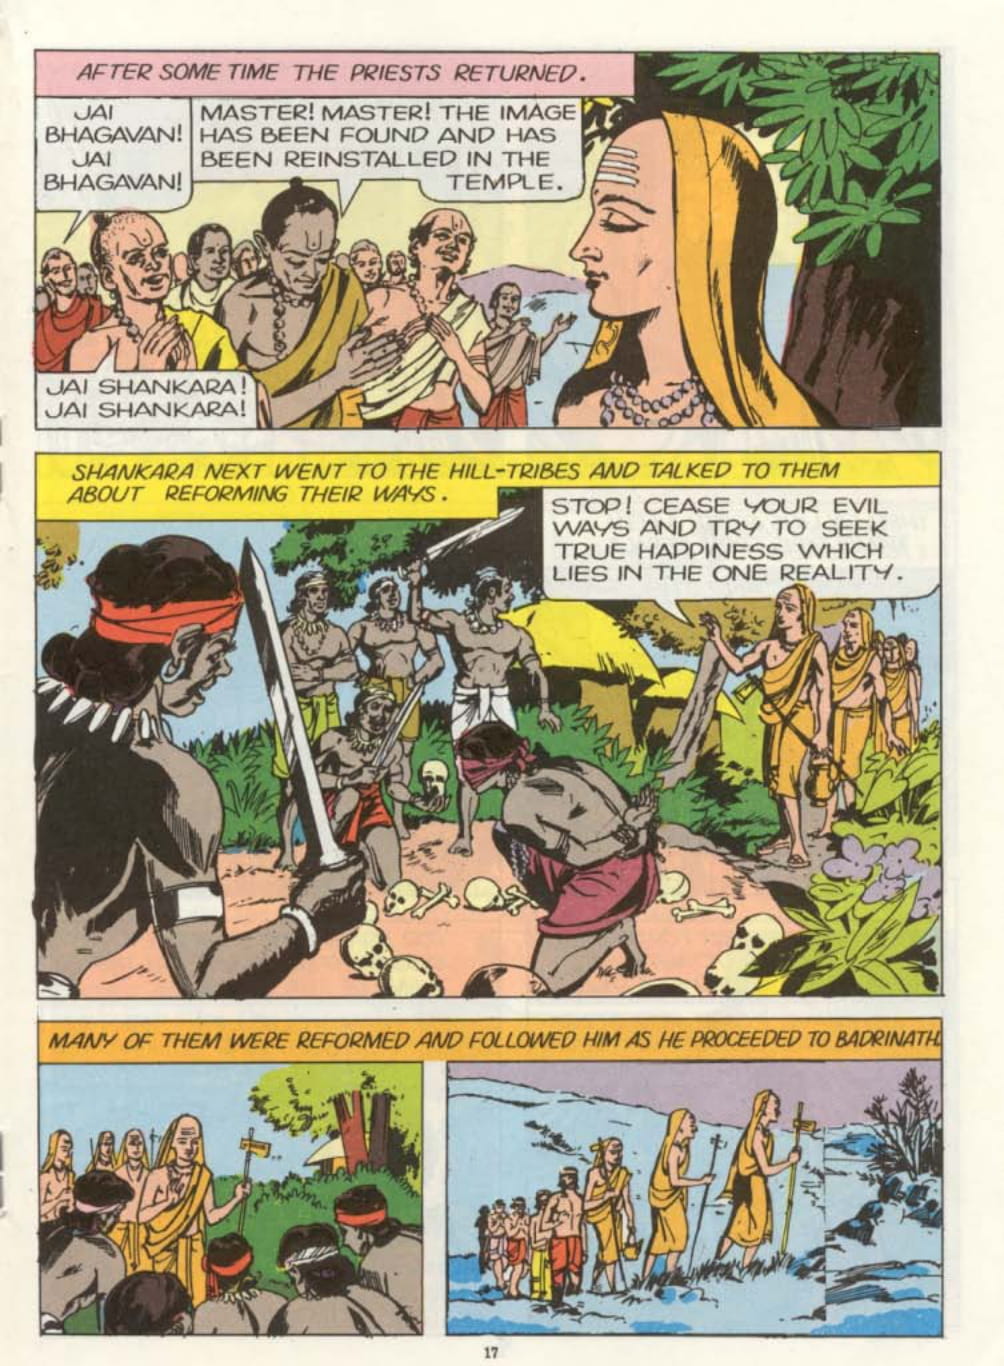 AFTER SOME TIME THE PRIESTS RETURNED.
JAI
BHAGAVAN!
JAI
BHAGAVAN!
MASTER! MASTER! THE IMAGE
HAS BEEN FOUND AND HAS
BEEN REINSTALLED IN THE
TEMPLE.
JAI SHANKARA!
JAI SHANKARA!
SHANKARA NEXT WENT TO THE HILL-TRIBES AND TALKED TO THEM
ABOUT REFORMING THEIR WAYS.
STOP! CEASE YOUR EVIL
WAYS AND TRY TO SEEK
TRUE HAPPINESS WHICH
LIES IN THE ONE REALITY.
MANY OF THEM WERE REFORMED AND FOLLOWED HIM AS HE PROCEEDED TO BADRINATH.
17